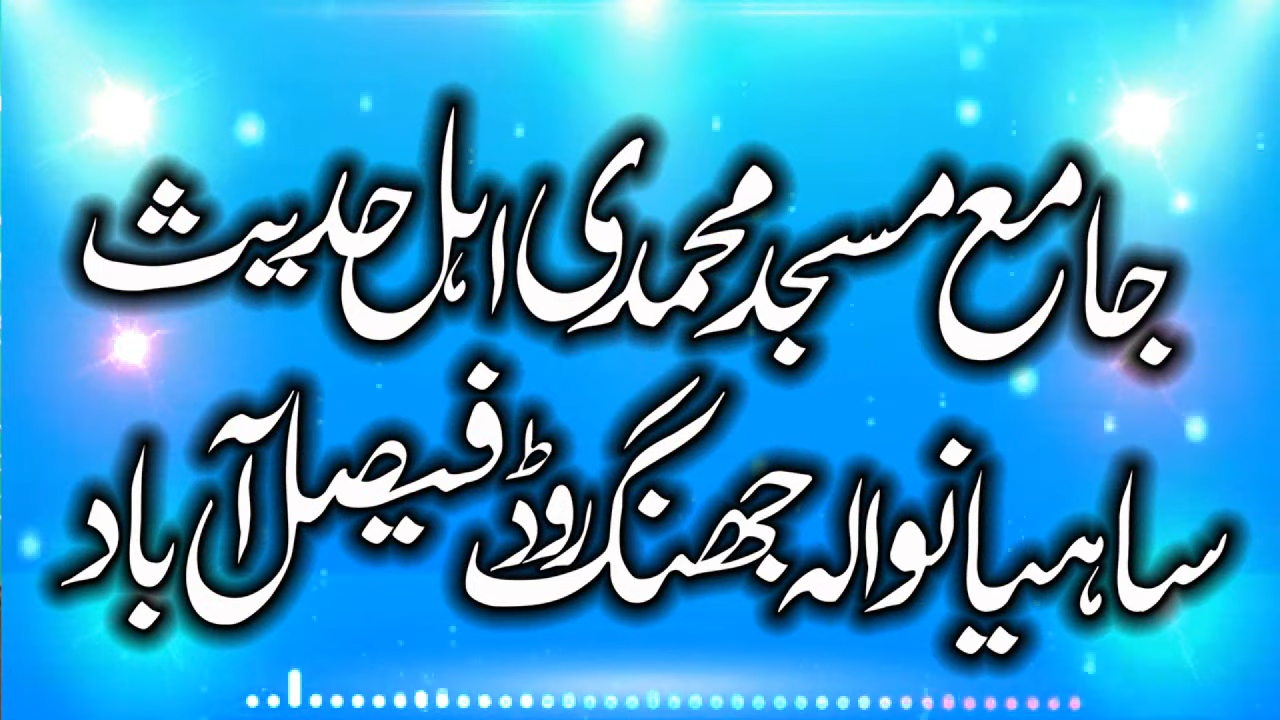 جامع مسجد محمدی اہل حدیث
ساہیانوالہ جھنگ روڈ فیصل آباد